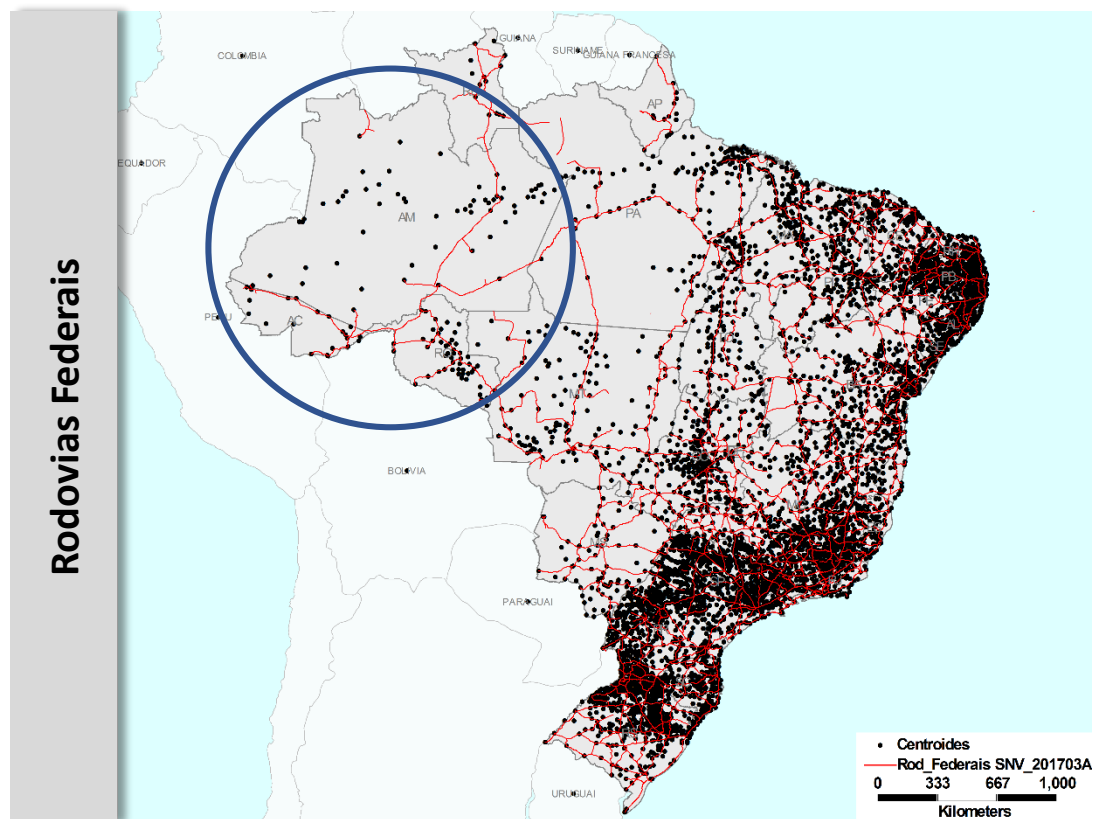 Rodovias Federais
GUIANA
COLOMBIA
SURINAME
GUIANA FRANCESA
AP
EQUADOR
AM
PA
PB
PERU
AC
MT
BOLIVIA
PARAGUAI
URUGUAI
Centroides
Rod_Federais SNV_201703A
0 333 667 1,000
Kilometers